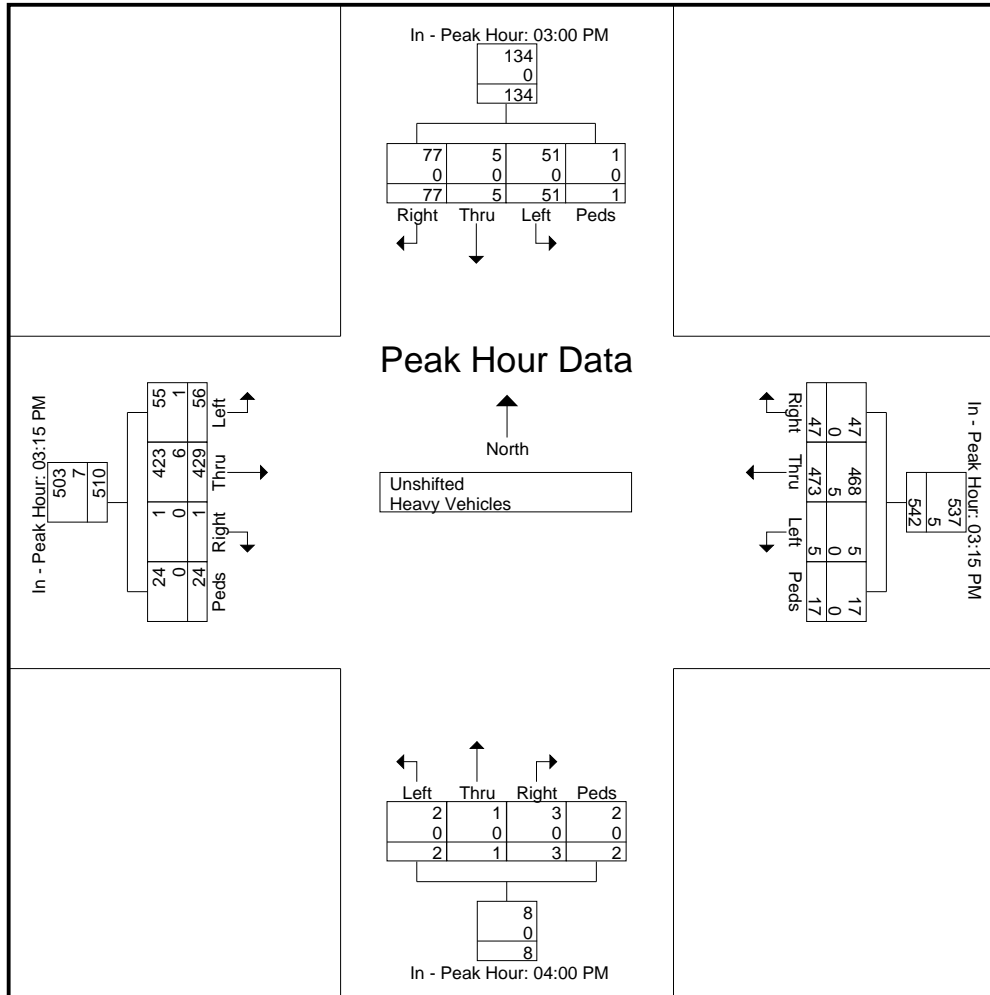 In - Peak Hour: 03:00 PM
134
0
134
77 5 51 1
0 0 0 0
77 5 51 1
Right Thru Left Peds
Peak Hour Data
North
Unshifted
Heavy Vehicles
In - Peak Hour: 03:15 PM
503
7
510
55 423 1 24
1 6 0 0
56 429 1 24
Left Thru Right Peds
In - Peak Hour: 03:15 PM
537
5
542
47 468 5 17
0 5 0 0
47 473 5 17
Right Thru Left Peds
Left Thru Right Peds
2 1 3 2
0 0 0 0
2 1 3 2
8
0
8
In - Peak Hour: 04:00 PM